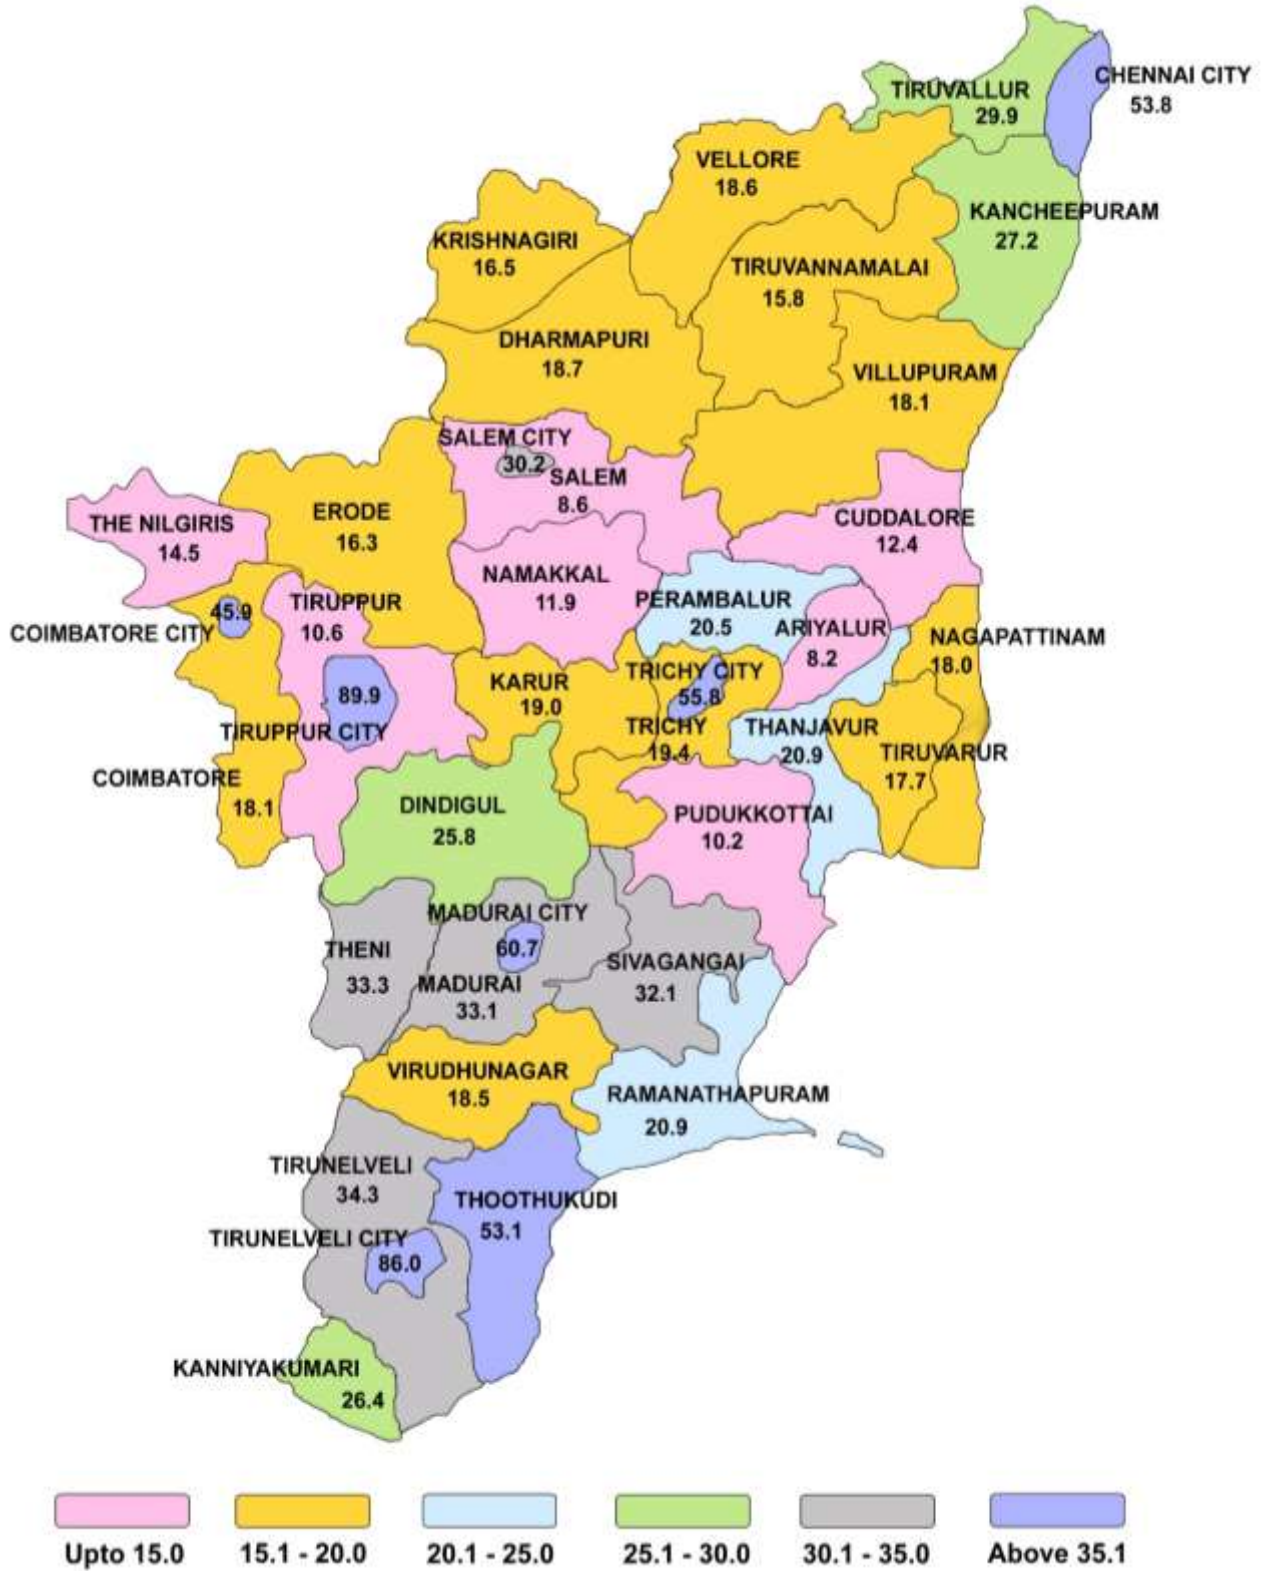 CHENNAI CITY
53.8
TIRUVALLUR
29.9
VELLORE
18.6
KANCHEEPURAM
27.2
KRISHNAGIRI
16.5
TIRUVANNAMALAI
15.8
DHARMAPURI
18.7
VILLUPURAM
18.1
SALEM CITY
30.2
SALEM
8.6
THE NILGIRIS
14.5
ERODE
16.3
CUDDALORE
12.4
NAMAKKAL
11.9
PERAMBALUR
20.5
ARIYALUR
8.2
NAGAPATTINAM
18.0
45.9
COIMBATORE CITY
TIRUPPUR
10.6
KARUR
19.0
TRICHY CITY
55.8
TRICHY
19.4
89.9
TIRUPPUR CITY
THANJAVUR
20.9
TIRUVARUR
17.7
COIMBATORE
18.1
DINDIGUL
25.8
PUDUKKOTTAI
10.2
MADURAI CITY
60.7
THENI
33.3
MADURAI
33.1
SIVAGANGAI
32.1
VIRUDHUNAGAR
18.5
RAMANATHAPURAM
20.9
TIRUNELVELI
34.3
THOOTHUKUDI
53.1
TIRUNELVELI CITY
86.0
KANNIYAKUMARI
26.4
Upto 15.0
15.1 - 20.0
20.1 - 25.0
25.1 - 30.0
30.1 - 35.0
Above 35.1